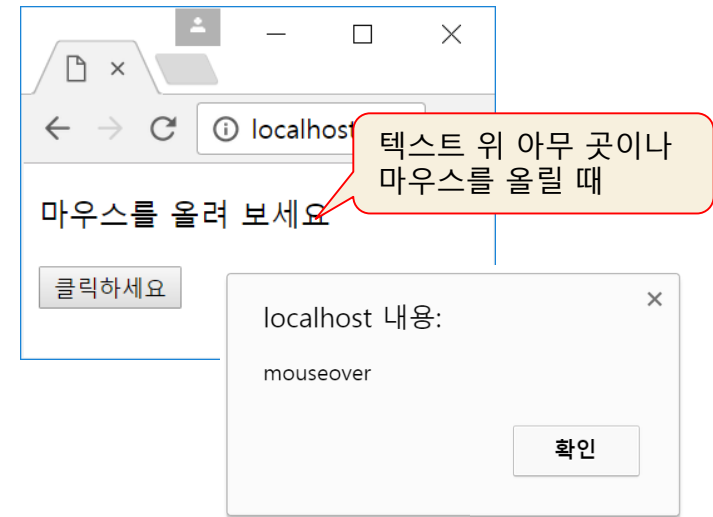 localhost
텍스트 위 아무 곳이나
마우스를 올릴 때
마우스를 올려 보세요
클릭하세요
localhost 내용:
mouseover
확인